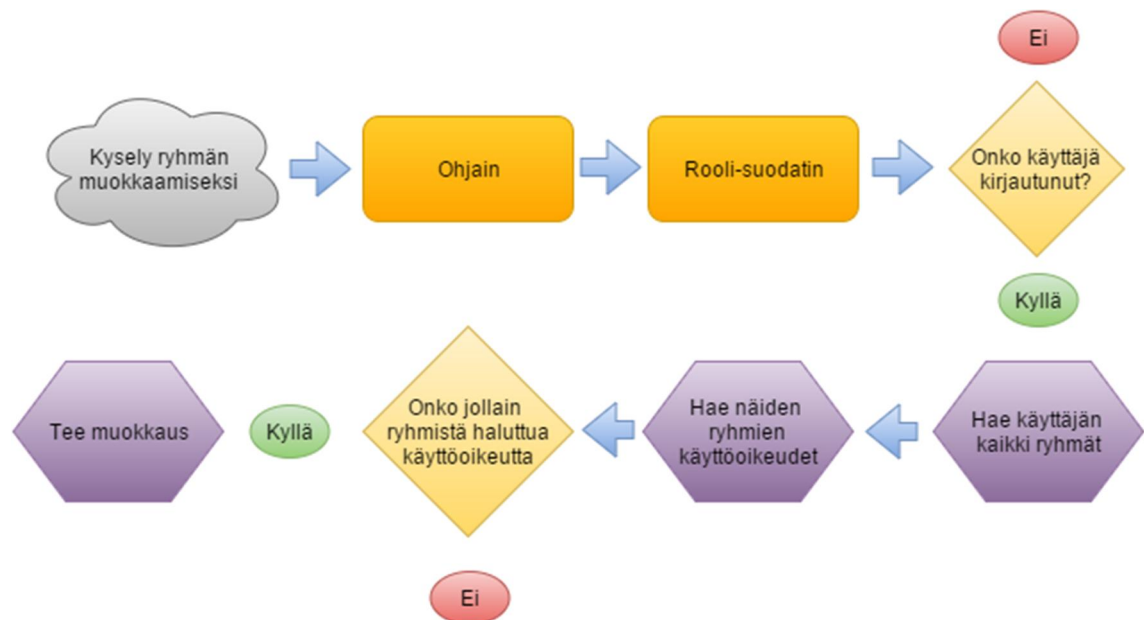 Ei
Kysely ryhmän
muokkaamiseksi
Ohjain
Rooli-suodatin
Onko käyttäjä
kirjautunut?
Kyllä
Tee muokkaus
Kyllä
Onko jollain
ryhmistä haluttua
käyttöoikeutta
Hae näiden
ryhmien
käyttöoikeudet
Hae käyttäjän
kaikki ryhmät
Ei